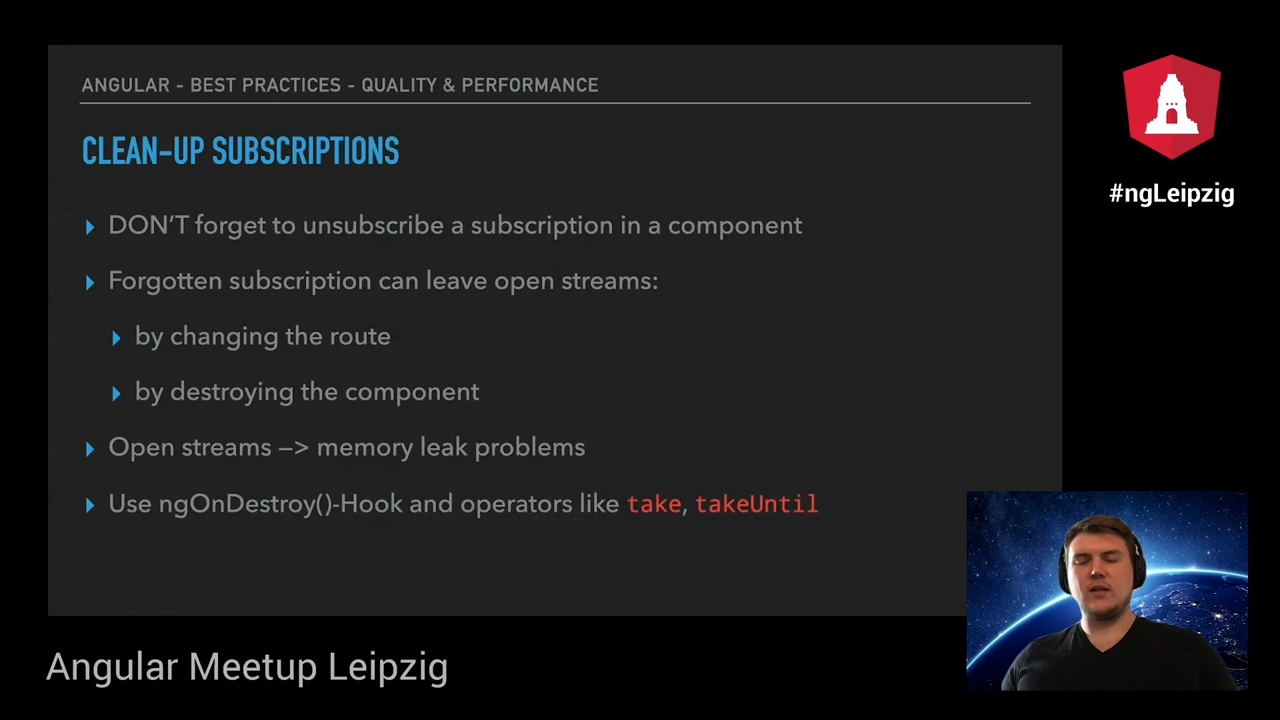 ANGULAR - BEST PRACTICES - QUALITY & PERFORMANCE
CLEAN-UP SUBSCRIPTIONS
DON'T forget to unsubscribe a subscription in a component
Forgotten subscription can leave open streams:
by changing the route
by destroying the component
Open streams —> memory leak problems
Use ngOnDestroy()-Hook and operators like take, takeUntil
#ngLeipzig
Angular Meetup Leipzig